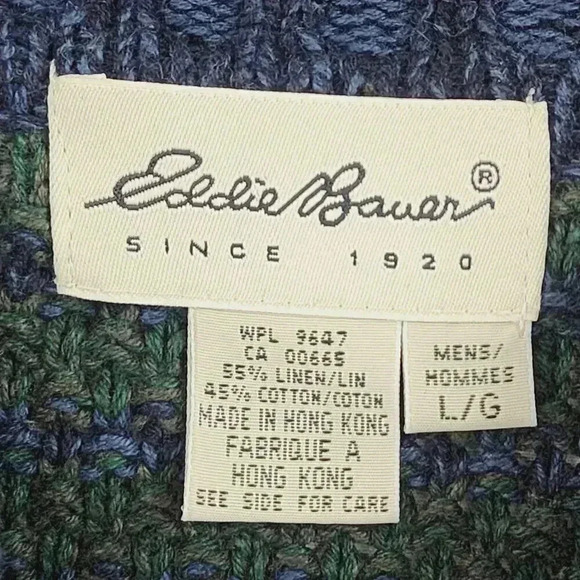 Eddie Bauer®
SINCE 1920
WPL 9647
CA 00665
55% LINEN/LIN
45% COTTON/COTON
MADE IN HONG KONG
FABRIQUE A
HONG KONG
SEE SIDE FOR CARE
MENS/
HOMMES
L/G